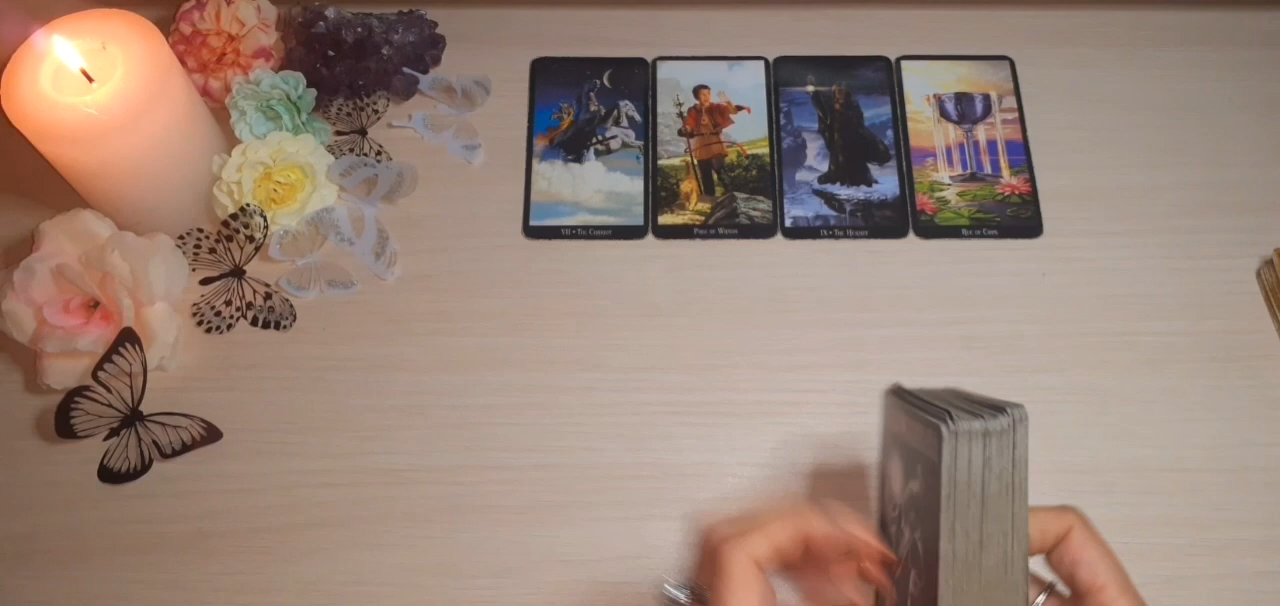 VII • The Chariot
Page of Wands
IX • The Hermit
Ace of Cups